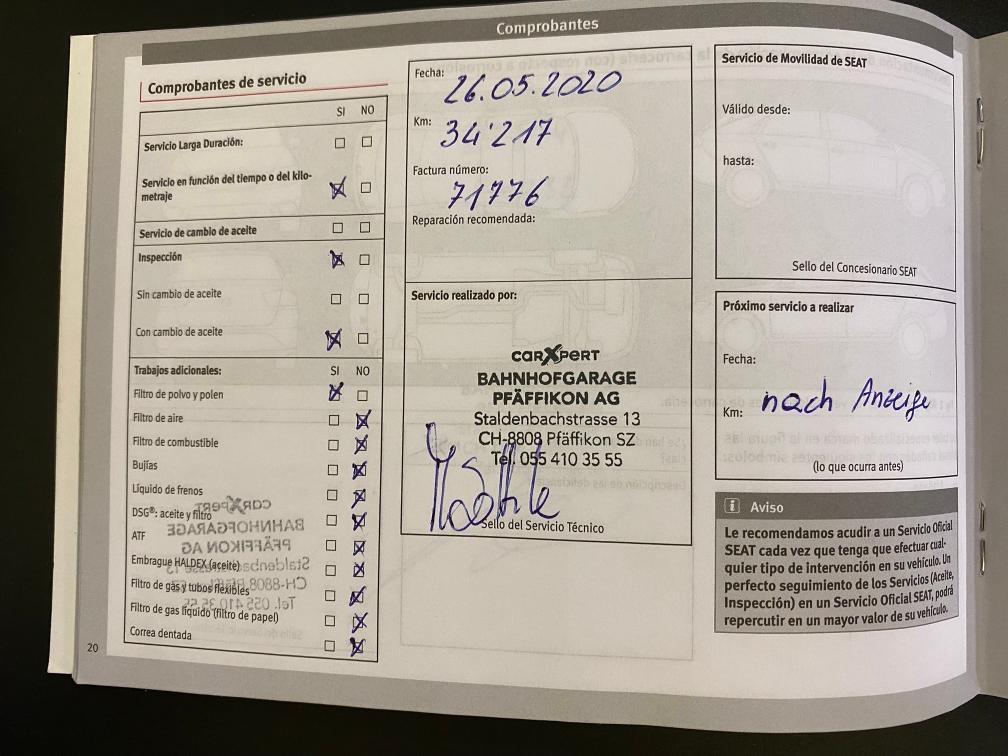 Comprobantes
Comprobantes de servicio
SI NO
Servicio Larga Duración:
Servicio en función del tiempo o del kilo-
metraje
Servicio de cambio de aceite
Inspección
Sin cambio de aceite
Con cambio de aceite
Trabajos adicionales: SI NO
Filtro de polvo y polen
Filtro de aire
Filtro de combustible
Bujías
Líquido de frenos
DSG®: aceite y filtro
ATF
Embrague HALDEX (aceite)
Filtro de gas y tubos flexibles
Filtro de gas líquido (filtro de papel)
Correa dentada
20
Fecha: 26.05.2020
Km: 34'217
Factura número:
71776
Reparación recomendada:
Servicio realizado por:
carXpert
BAHNHOFGARAGE
PFÄFFIKON AG
Staldenbachstrasse 13
CH-8808 Pfäffikon SZ
Tel. 055 410 35 55
Sello del Servicio Técnico
Servicio de Movilidad de SEAT
Válido desde:
hasta:
Sello del Concesionario SEAT
Próximo servicio a realizar
Fecha:
Km: nach Anzeige
(lo que ocurra antes)
i Aviso
Le recomendamos acudir a un Servicio Oficial
SEAT cada vez que tenga que efectuar cual-
quier tipo de intervención en su vehículo. Un
perfecto seguimiento de los Servicios (Aceite,
Inspección) en un Servicio Oficial SEAT, podrá
repercutir en un mayor valor de su vehículo.